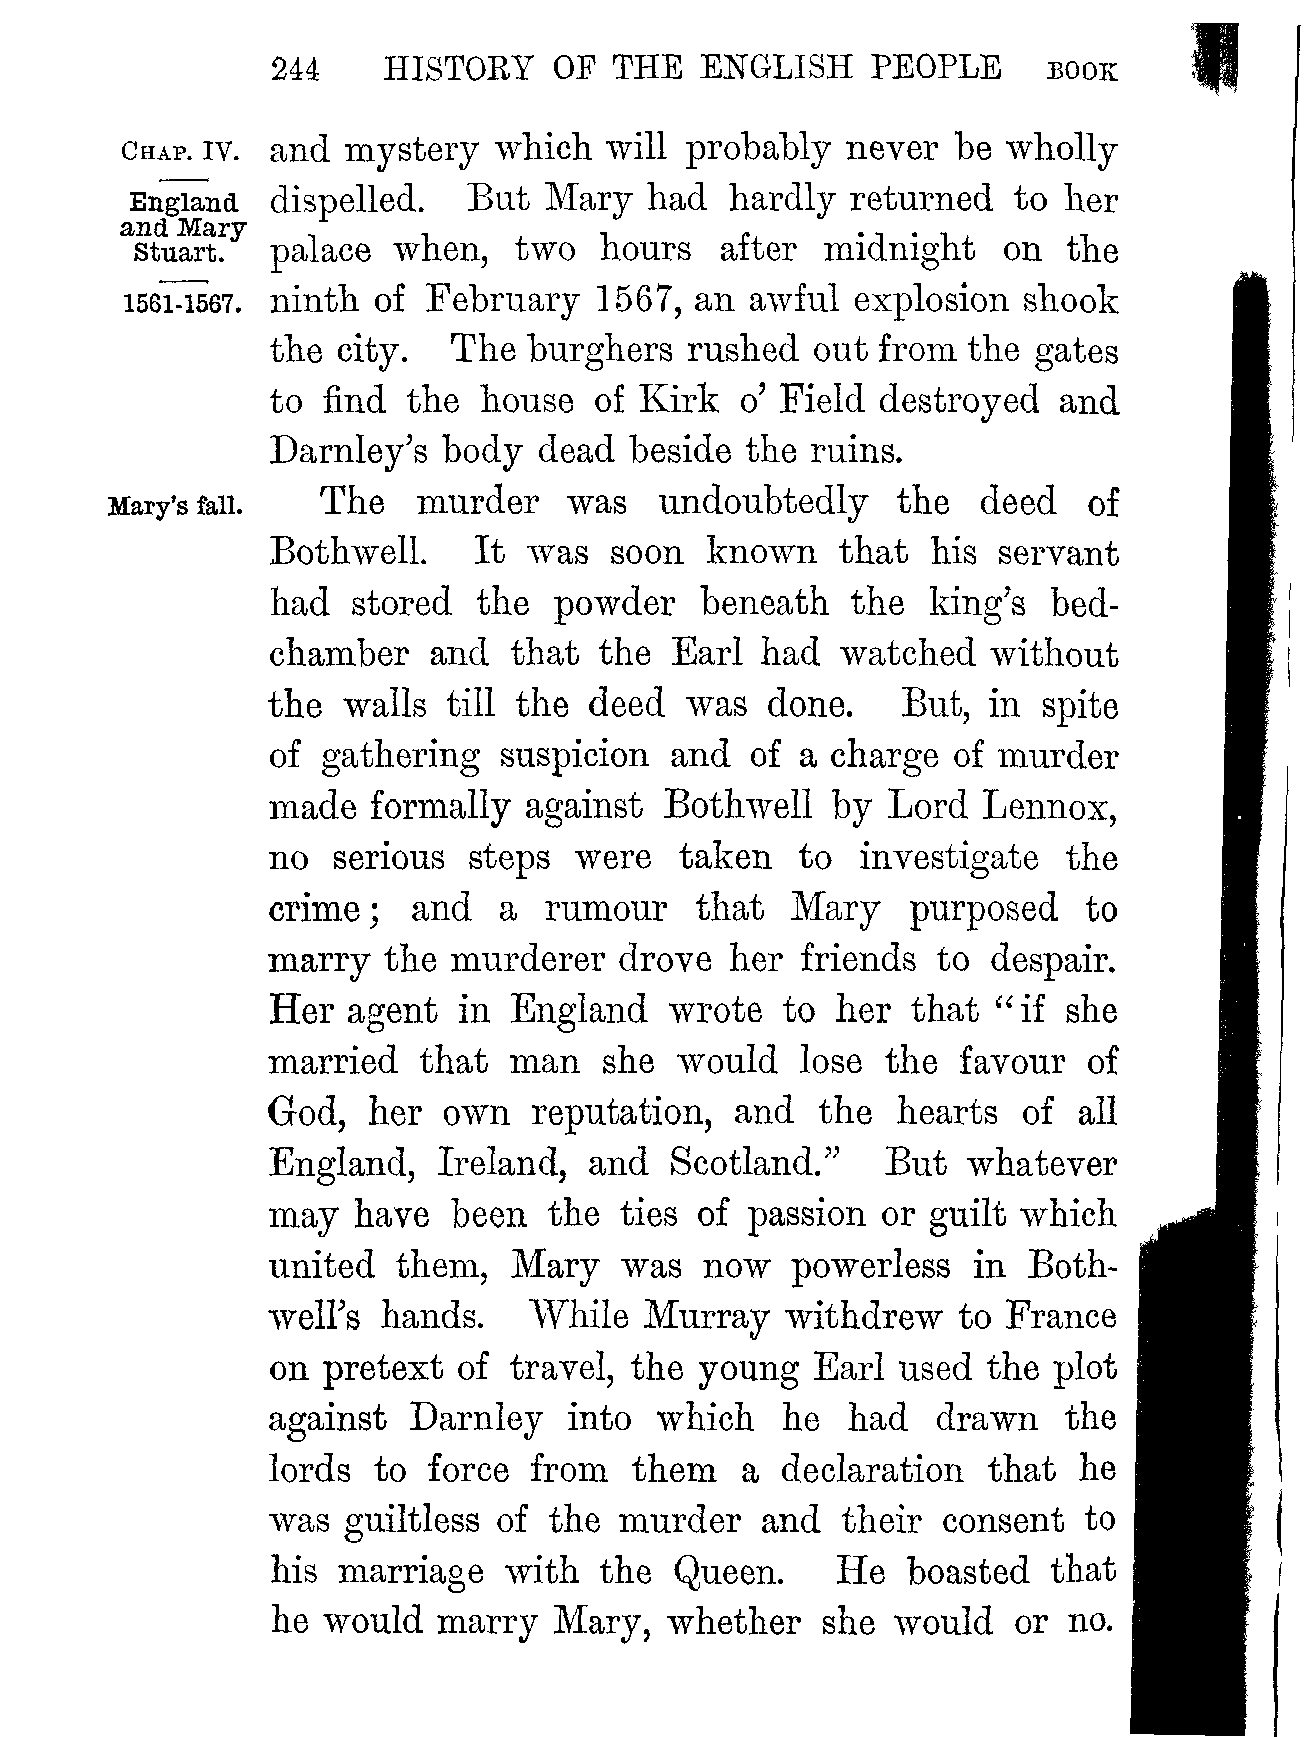 244 HISTORY OF THE ENGLISH PEOPLE BOOK
CHAP. IV.
England
and Mary
Stuart.
1561-1567.
and mystery which will probably never be wholly
dispelled. But Mary had hardly returned to her
palace when, two hours after midnight on the
ninth of February 1567, an awful explosion shook
the city. The burghers rushed out from the gates
to find the house of Kirk o' Field destroyed and
Darnley's body dead beside the ruins.
Mary's fall.
The murder was undoubtedly the deed of
Bothwell. It was soon known that his servant
had stored the powder beneath the king's bed-
chamber and that the Earl had watched without
the walls till the deed was done. But, in spite
of gathering suspicion and of a charge of murder
made formally against Bothwell by Lord Lennox,
no serious steps were taken to investigate the
crime; and a rumour that Mary purposed to
marry the murderer drove her friends to despair.
Her agent in England wrote to her that "if she
married that man she would lose the favour of
God, her own reputation, and the hearts of all
England, Ireland, and Scotland." But whatever
may have been the ties of passion or guilt which
united them, Mary was now powerless in Both-
well's hands. While Murray withdrew to France
on pretext of travel, the young Earl used the plot
against Darnley into which he had drawn the
lords to force from them a declaration that he
was guiltless of the murder and their consent to
his marriage with the Queen. He boasted that
he would marry Mary, whether she would or no.